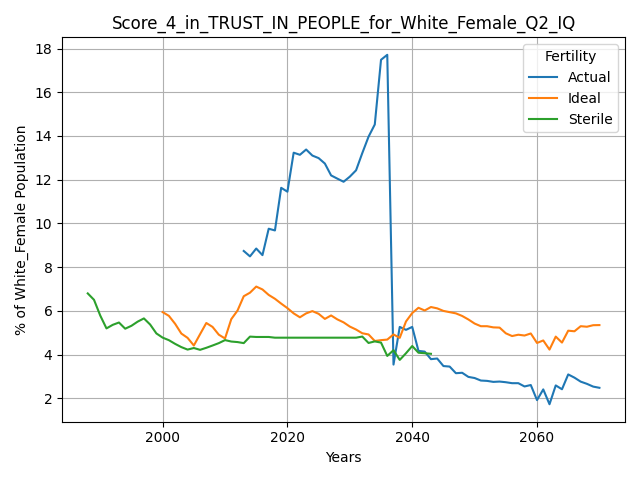 Score_4_in_TRUST_IN_PEOPLE_for_White_Female_Q2_IQ
% of White_Female Population
18
16
14
12
10
8
6
4
2
Fertility
Actual
Ideal
Sterile
2000
2020
2040
2060
Years